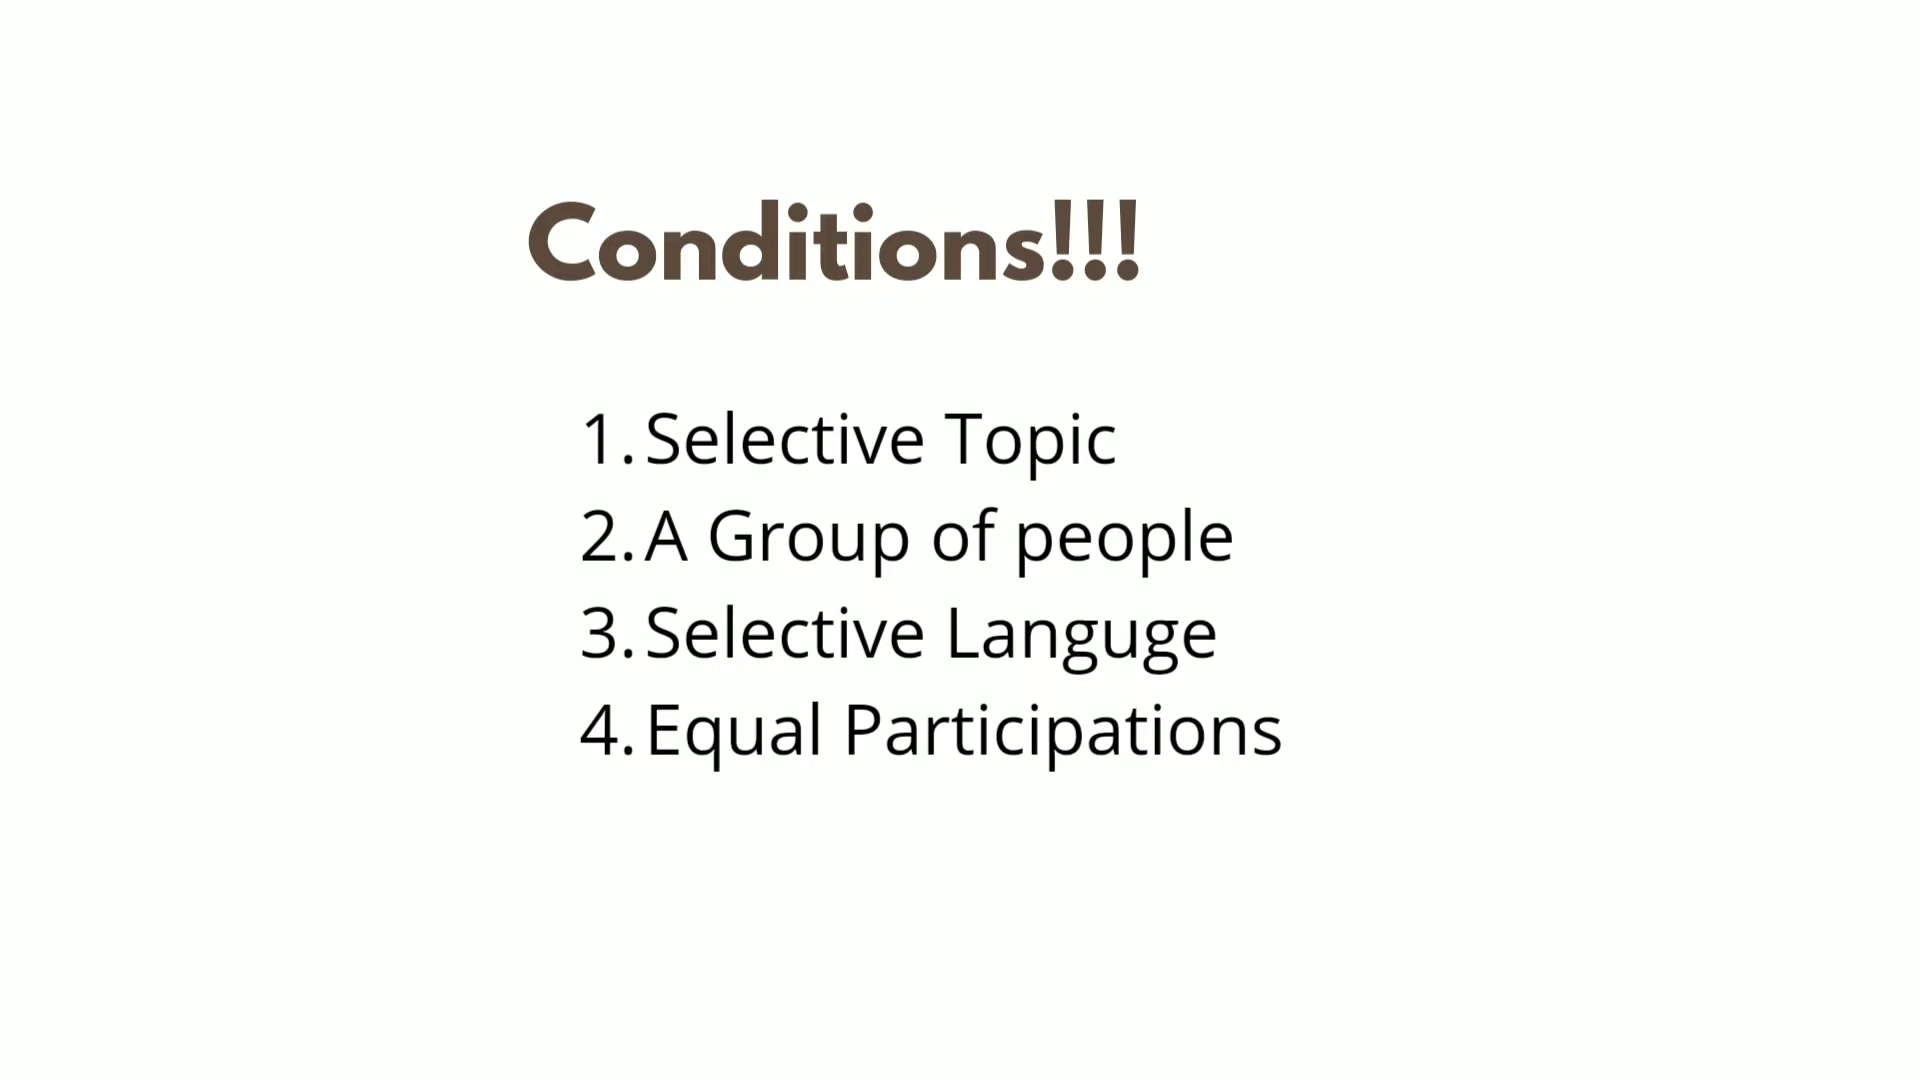 Conditions!!!
1. Selective Topic
2. A Group of people
3. Selective Languge
4. Equal Participations